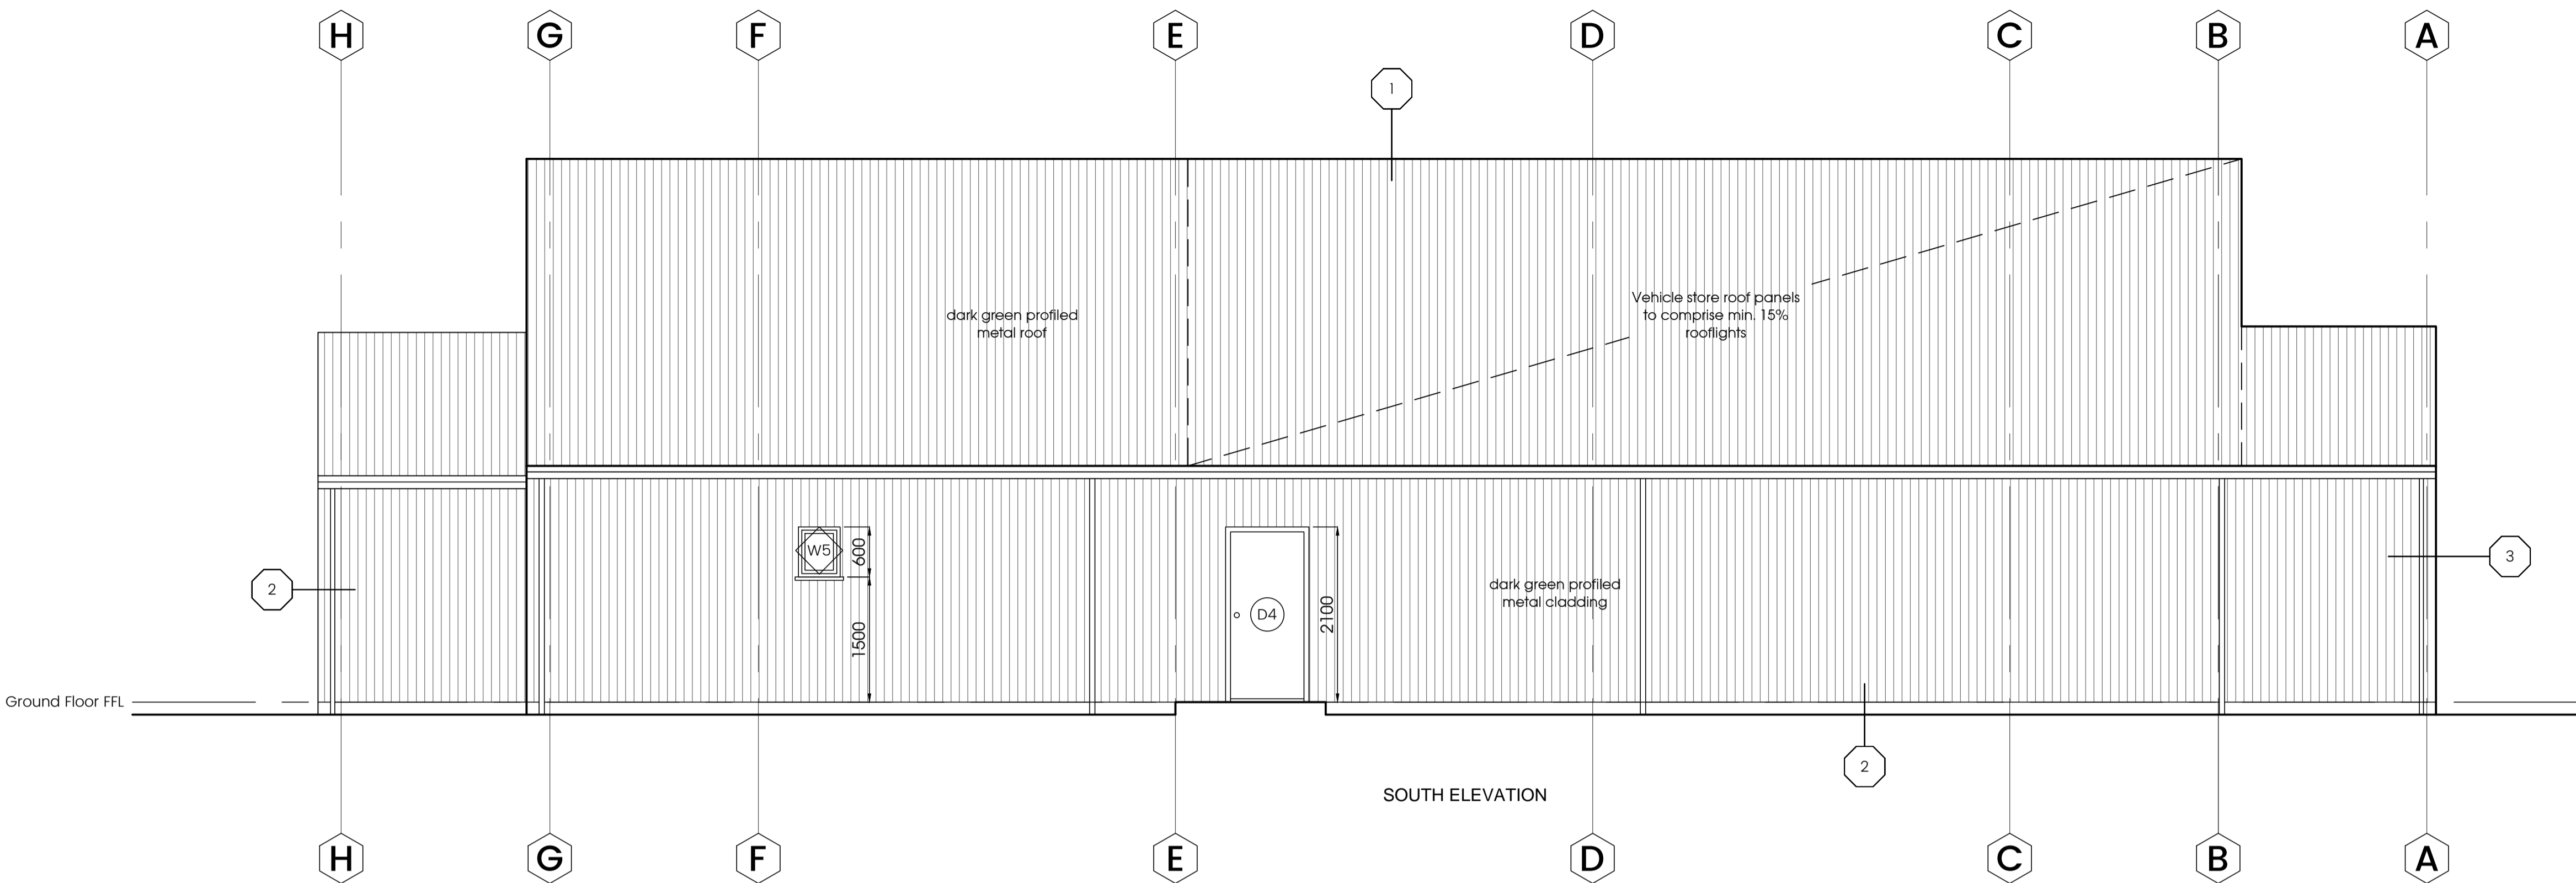 H G F E D C B A
1
dark green profiled
metal roof
Vehicle store roof panels
to comprise min. 15%
rooflights
W5
600
1500
D4
2100
dark green profiled
metal cladding
2
3
Ground Floor FFL
2
SOUTH ELEVATION
H G F E D C B A